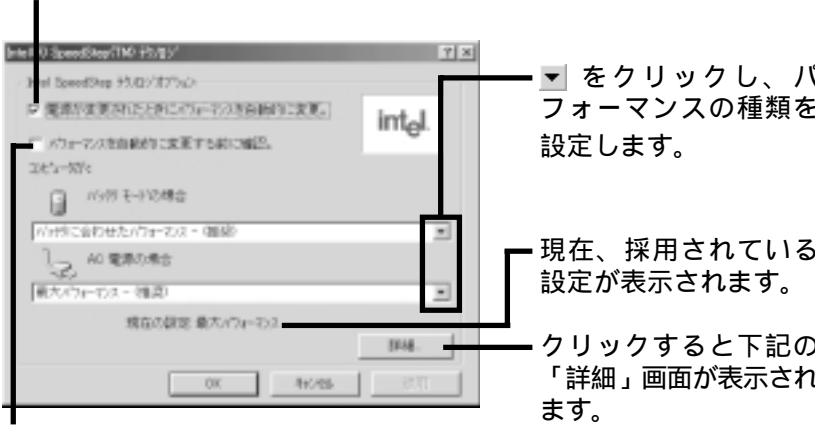 Intel(R) SpeedStep(TM) テクノロジ
Intel SpeedStep テクノロジ オプション
電源が変更されたときにパフォーマンスを自動的に変更。
パフォーマンスを自動的に変更する前に確認。
intel.
コンピュータが:
バッテリ モードの場合
バッテリに合わせたパフォーマンス - (推奨)
AC 電源の場合
最大パフォーマンス - (推奨)
現在の設定: 最大パフォーマンス
詳細...
OK
キャンセル
適用
をクリックし、パ
フォーマンスの種類を
設定します。
現在、採用されている
設定が表示されます。
クリックすると下記の
「詳細」画面が表示され
ます。